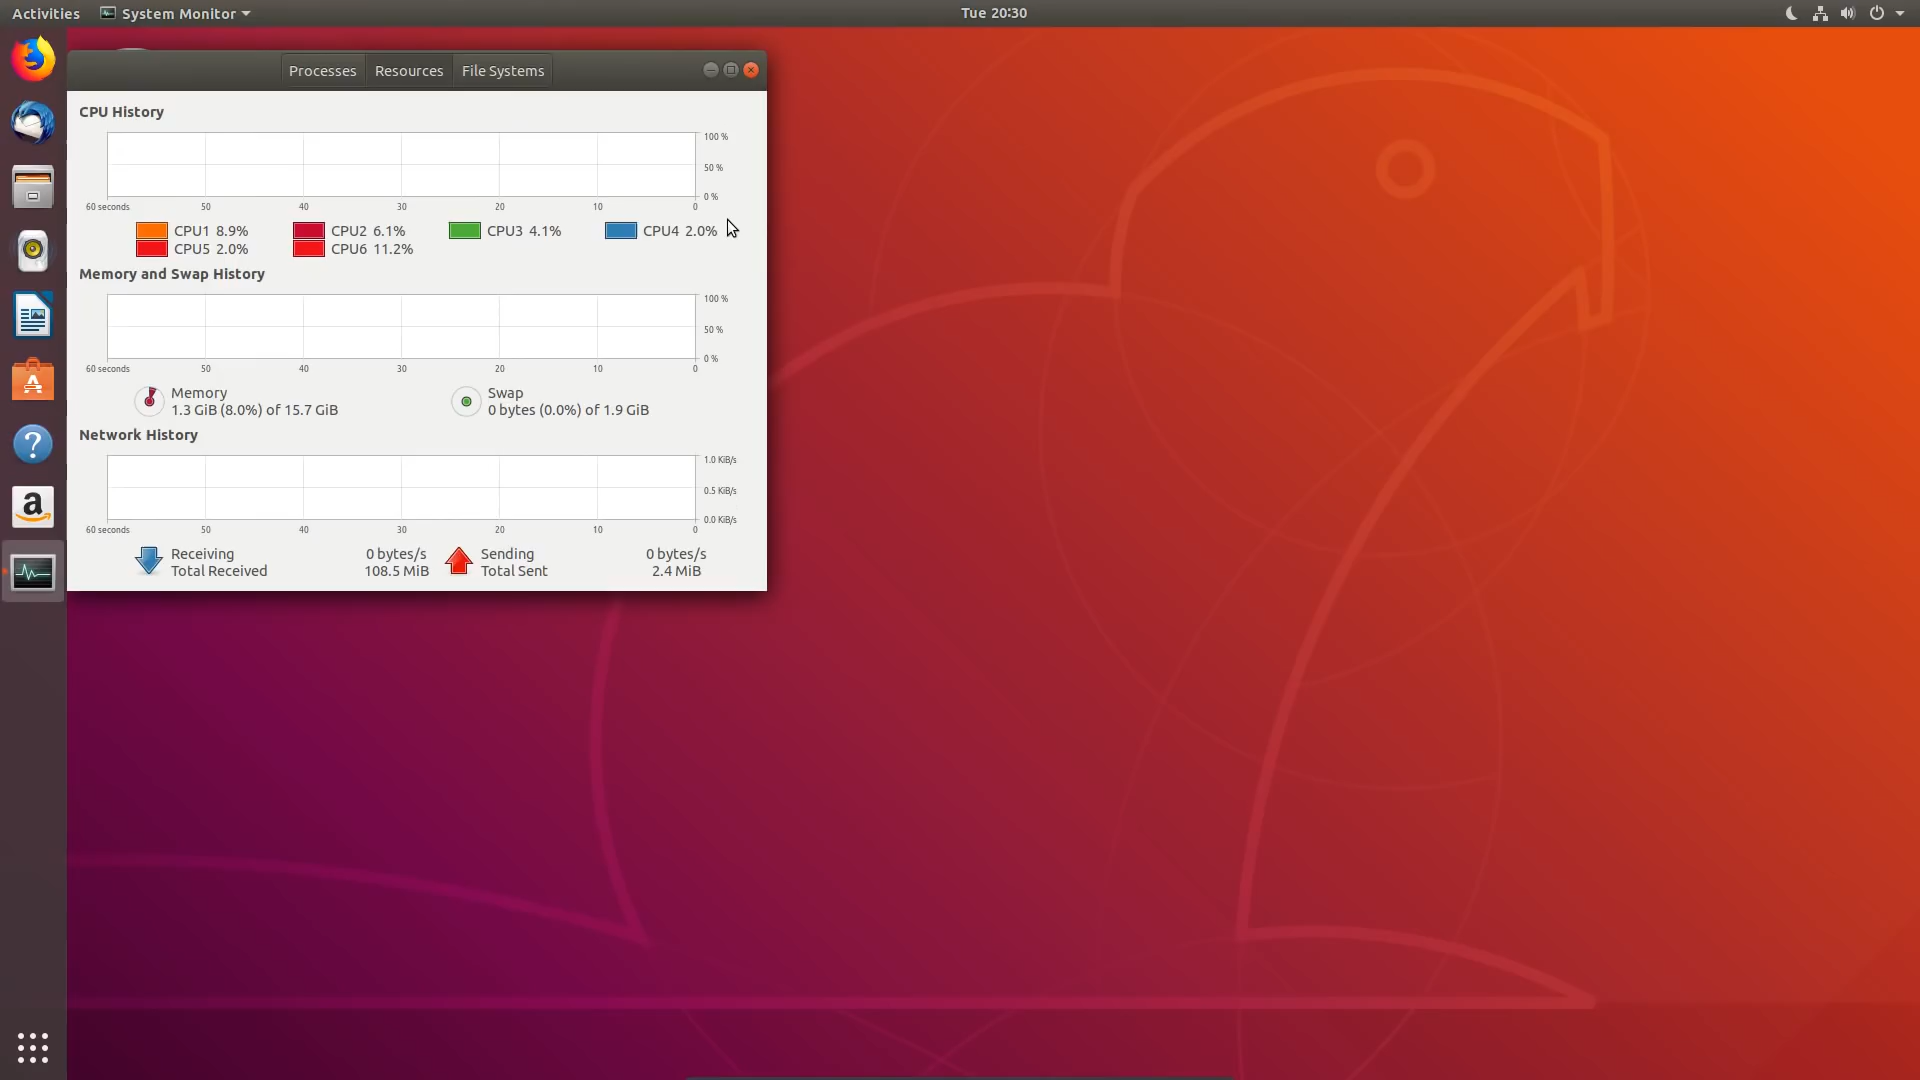 Activities System Monitor Tue 20:30
Processes Resources File Systems
CPU History
100 %
50 %
0 %
60 seconds 50 40 30 20 10 0
CPU1 8.9% CPU2 6.1% CPU3 4.1% CPU4 2.0%
CPU5 2.0% CPU6 11.2%
Memory and Swap History
100 %
50 %
0 %
60 seconds 50 40 30 20 10 0
Memory Swap
1.3 GiB (8.0%) of 15.7 GiB 0 bytes (0.0%) of 1.9 GiB
Network History
1.0 KiB/s
0.5 KiB/s
0.0 KiB/s
60 seconds 50 40 30 20 10 0
Receiving 0 bytes/s Sending 0 bytes/s
Total Received 108.5 MiB Total Sent 2.4 MiB